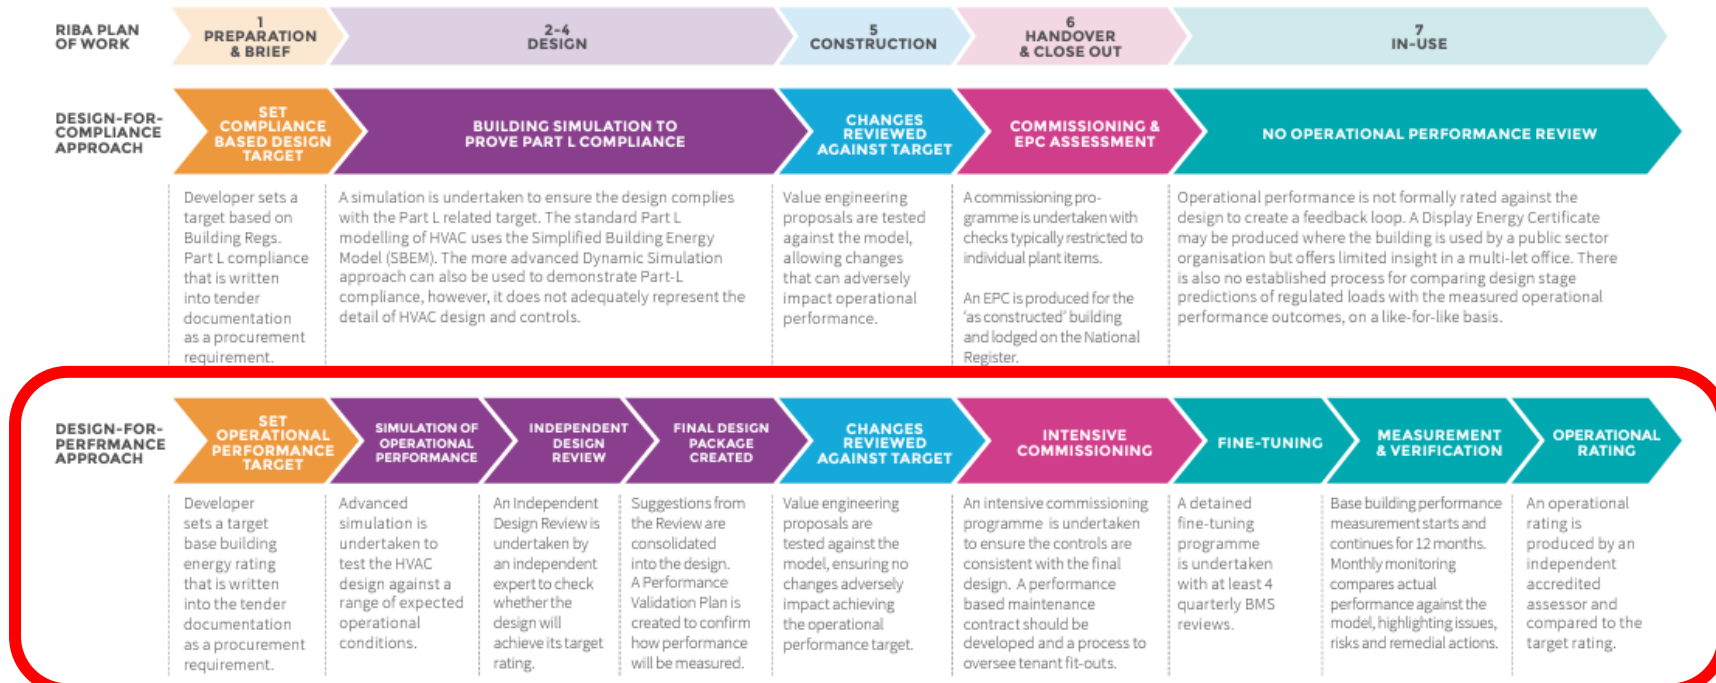 RIBA PLAN
OF WORK
1
PREPARATION
& BRIEF
2-4
DESIGN
5
CONSTRUCTION
6
HANDOVER
& CLOSE OUT
7
IN-USE
DESIGN-FOR-
COMPLIANCE
APPROACH
SET
COMPLIANCE
BASED DESIGN
TARGET
BUILDING SIMULATION TO
PROVE PART L COMPLIANCE
CHANGES
REVIEWED
AGAINST TARGET
COMMISSIONING &
EPC ASSESSMENT
NO OPERATIONAL PERFORMANCE REVIEW
Developer sets a
target based on
Building Regs.
Part L compliance
that is written
into tender
documentation
as a procurement
requirement.
A simulation is undertaken to ensure the design complies
with the Part L related target. The standard Part L
modelling of HVAC uses the Simplified Building Energy
Model (SBEM). The more advanced Dynamic Simulation
approach can also be used to demonstrate Part-L
compliance, however, it does not adequately represent the
detail of HVAC design and controls.
Value engineering
proposals are tested
against the model,
allowing changes
that can adversely
impact operational
performance.
A commissioning pro-
gramme is undertaken with
checks typically restricted to
individual plant items.
An EPC is produced for the
'as constructed' building
and lodged on the National
Register.
Operational performance is not formally rated against the
design to create a feedback loop. A Display Energy Certificate
may be produced where the building is used by a public sector
organisation but offers limited insight in a multi-let office. There
is also no established process for comparing design stage
predictions of regulated loads with the measured operational
performance outcomes, on a like-for-like basis.
DESIGN-FOR-
PERFRMANCE
APPROACH
SET
OPERATIONAL
PERFORMANCE
TARGET
SIMULATION OF
OPERATIONAL
PERFORMANCE
INDEPENDENT
DESIGN
REVIEW
FINAL DESIGN
PACKAGE
CREATED
CHANGES
REVIEWED
AGAINST TARGET
INTENSIVE
COMMISSIONING
FINE-TUNING
MEASUREMENT
& VERIFICATION
OPERATIONAL
RATING
Developer
sets a target
base building
energy rating
that is written
into the tender
documentation
as a procurement
requirement.
Advanced
simulation is
undertaken to
test the HVAC
design against a
range of expected
operational
conditions.
An Independent
Design Review is
undertaken by
an independent
expert to check
whether the
design will
achieve its target
rating.
Suggestions from
the Review are
consolidated
into the design.
A Performance
Validation Plan is
created to confirm
how performance
will be measured.
Value engineering
proposals are
tested against the
model, ensuring no
changes adversely
impact achieving
the operational
performance target.
An intensive commissioning
programme is undertaken
to ensure the controls are
consistent with the final
design. A performance
based maintenance
contract should be
developed and a process to
oversee tenant fit-outs.
A detained
fine-tuning
programme
is undertaken
with at least 4
quarterly BMS
reviews.
Base building performance
measurement starts and
continues for 12 months.
Monthly monitoring
compares actual
performance against the
model, highlighting issues,
risks and remedial actions.
An operational
rating is
produced by an
independent
accredited
assessor and
compared to the
target rating.